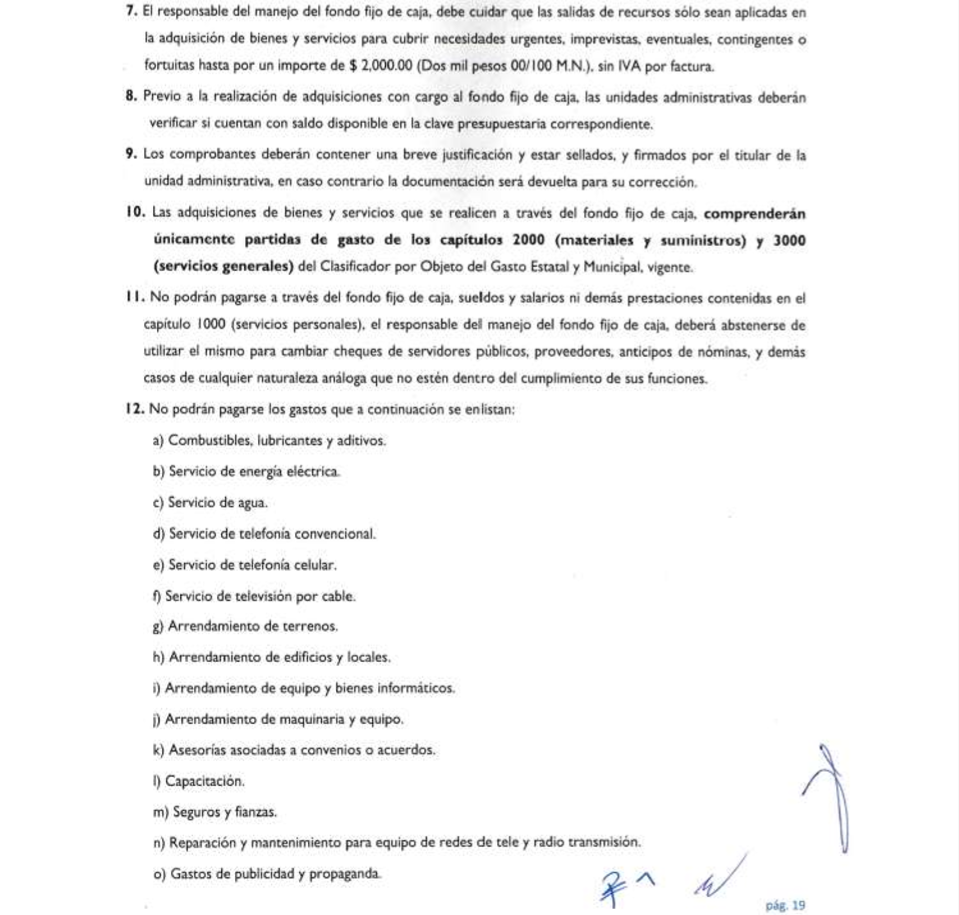 7. El responsable del manejo del fondo fijo de caja, debe cuidar que las salidas de recursos sólo sean aplicadas en
la adquisición de bienes y servicios para cubrir necesidades urgentes, imprevistas, eventuales, contingentes o
fortuitas hasta por un importe de $ 2,000.00 (Dos mil pesos 00/100 M.N.), sin IVA por factura.
8. Previo a la realización de adquisiciones con cargo al fondo fijo de caja, las unidades administrativas deberán
verificar si cuentan con saldo disponible en la clave presupuestaria correspondiente.
9. Los comprobantes deberán contener una breve justificación y estar sellados, y firmados por el titular de la
unidad administrativa, en caso contrario la documentación será devuelta para su corrección.
10. Las adquisiciones de bienes y servicios que se realicen a través del fondo fijo de caja, comprenderán
únicamente partidas de gasto de los capítulos 2000 (materiales y suministros) y 3000
(servicios generales) del Clasificador por Objeto del Gasto Estatal y Municipal, vigente.
11. No podrán pagarse a través del fondo fijo de caja, sueldos y salarios ni demás prestaciones contenidas en el
capítulo 1000 (servicios personales), el responsable del manejo del fondo fijo de caja, deberá abstenerse de
utilizar el mismo para cambiar cheques de servidores públicos, proveedores, anticipos de nóminas, y demás
casos de cualquier naturaleza análoga que no estén dentro del cumplimiento de sus funciones.
12. No podrán pagarse los gastos que a continuación se enlistan:
a) Combustibles, lubricantes y aditivos.
b) Servicio de energía eléctrica.
c) Servicio de agua.
d) Servicio de telefonía convencional.
e) Servicio de telefonía celular.
f) Servicio de televisión por cable.
g) Arrendamiento de terrenos.
h) Arrendamiento de edificios y locales.
i) Arrendamiento de equipo y bienes informáticos.
j) Arrendamiento de maquinaria y equipo.
k) Asesorías asociadas a convenios o acuerdos.
l) Capacitación.
m) Seguros y fianzas.
n) Reparación y mantenimiento para equipo de redes de tele y radio transmisión.
o) Gastos de publicidad y propaganda.
pág. 19